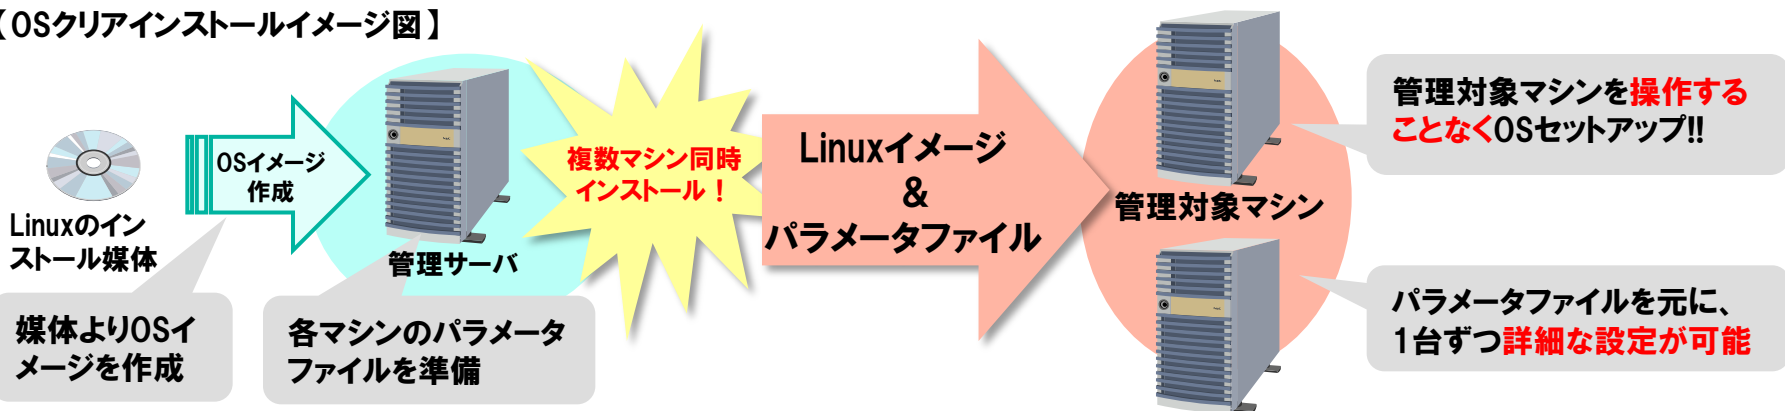 【OSクリアインストールイメージ図】
Linuxのイン
ストール媒体
OSイメージ
作成
媒体よりOSイ
メージを作成
管理サーバ
各マシンのパラメータ
ファイルを準備
複数マシン同時
インストール！
Linuxイメージ
&
パラメータファイル
管理対象マシン
管理対象マシンを操作する
ことなくOSセットアップ!!
パラメータファイルを元に、
1台ずつ詳細な設定が可能